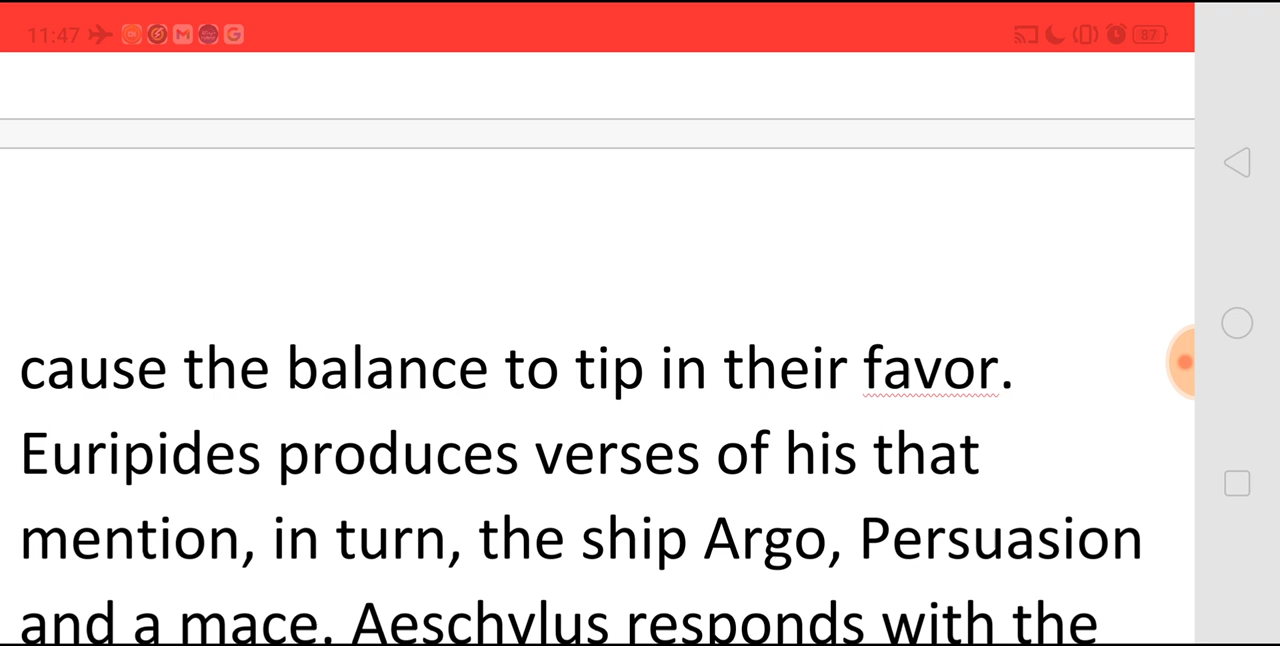 11:47 87
cause the balance to tip in their favor.
Euripides produces verses of his that
mention, in turn, the ship Argo, Persuasion
and a mace. Aeschylus responds with the